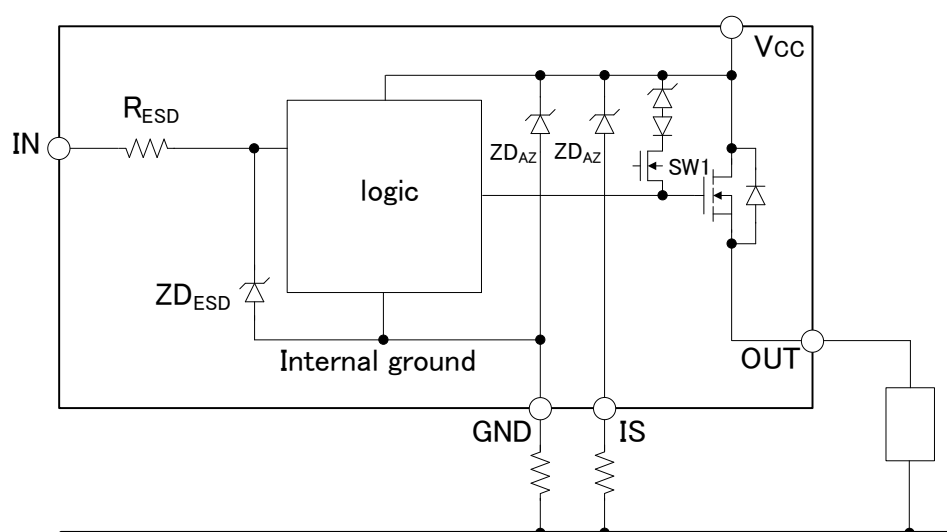 VCC
RESD
IN
ZDAZ ZDAZ
SW1
logic
ZDESD
Internal ground
OUT
GND
IS